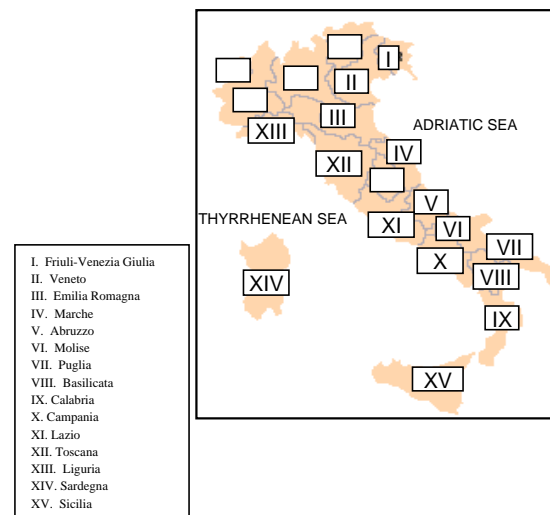 I
II
III
XIII
ADRIATIC SEA
IV
XII
V
THYRRHENEAN SEA
XI
VI
VII
X
VIII
XIV
IX
XV
I. Friuli-Venezia Giulia
II. Veneto
III. Emilia Romagna
IV. Marche
V. Abruzzo
VI. Molise
VII. Puglia
VIII. Basilicata
IX. Calabria
X. Campania
XI. Lazio
XII. Toscana
XIII. Liguria
XIV. Sardegna
XV. Sicilia